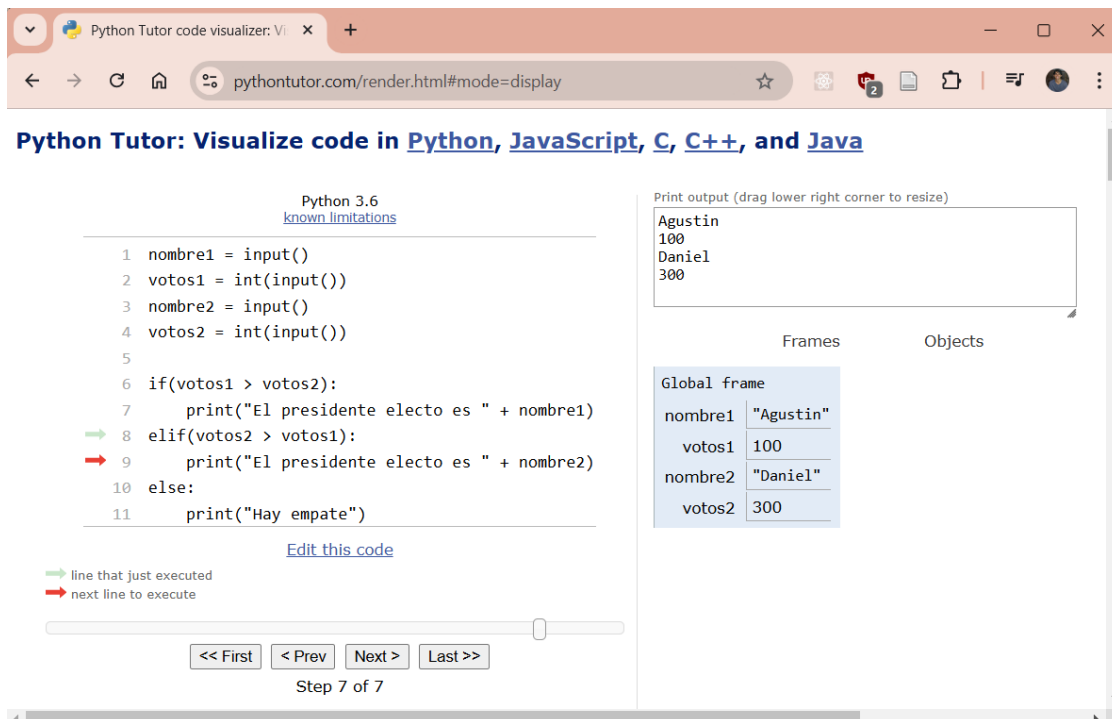 Python Tutor code visualizer: Vi
pythontutor.com/render.html#mode=display
2
Python Tutor: Visualize code in Python, JavaScript, C, C++, and Java
Python 3.6
known limitations
1 nombre1 = input()
2 votos1 = int(input())
3 nombre2 = input()
4 votos2 = int(input())
5
6 if(votos1 > votos2):
7     print("El presidente electo es " + nombre1)
8 elif(votos2 > votos1):
9     print("El presidente electo es " + nombre2)
10 else:
11     print("Hay empate")
Edit this code
line that just executed
next line to execute
<< First < Prev Next > Last >>
Step 7 of 7
Print output (drag lower right corner to resize)
Agustin
100
Daniel
300
Frames Objects
Global frame
nombre1 "Agustin"
votos1 100
nombre2 "Daniel"
votos2 300